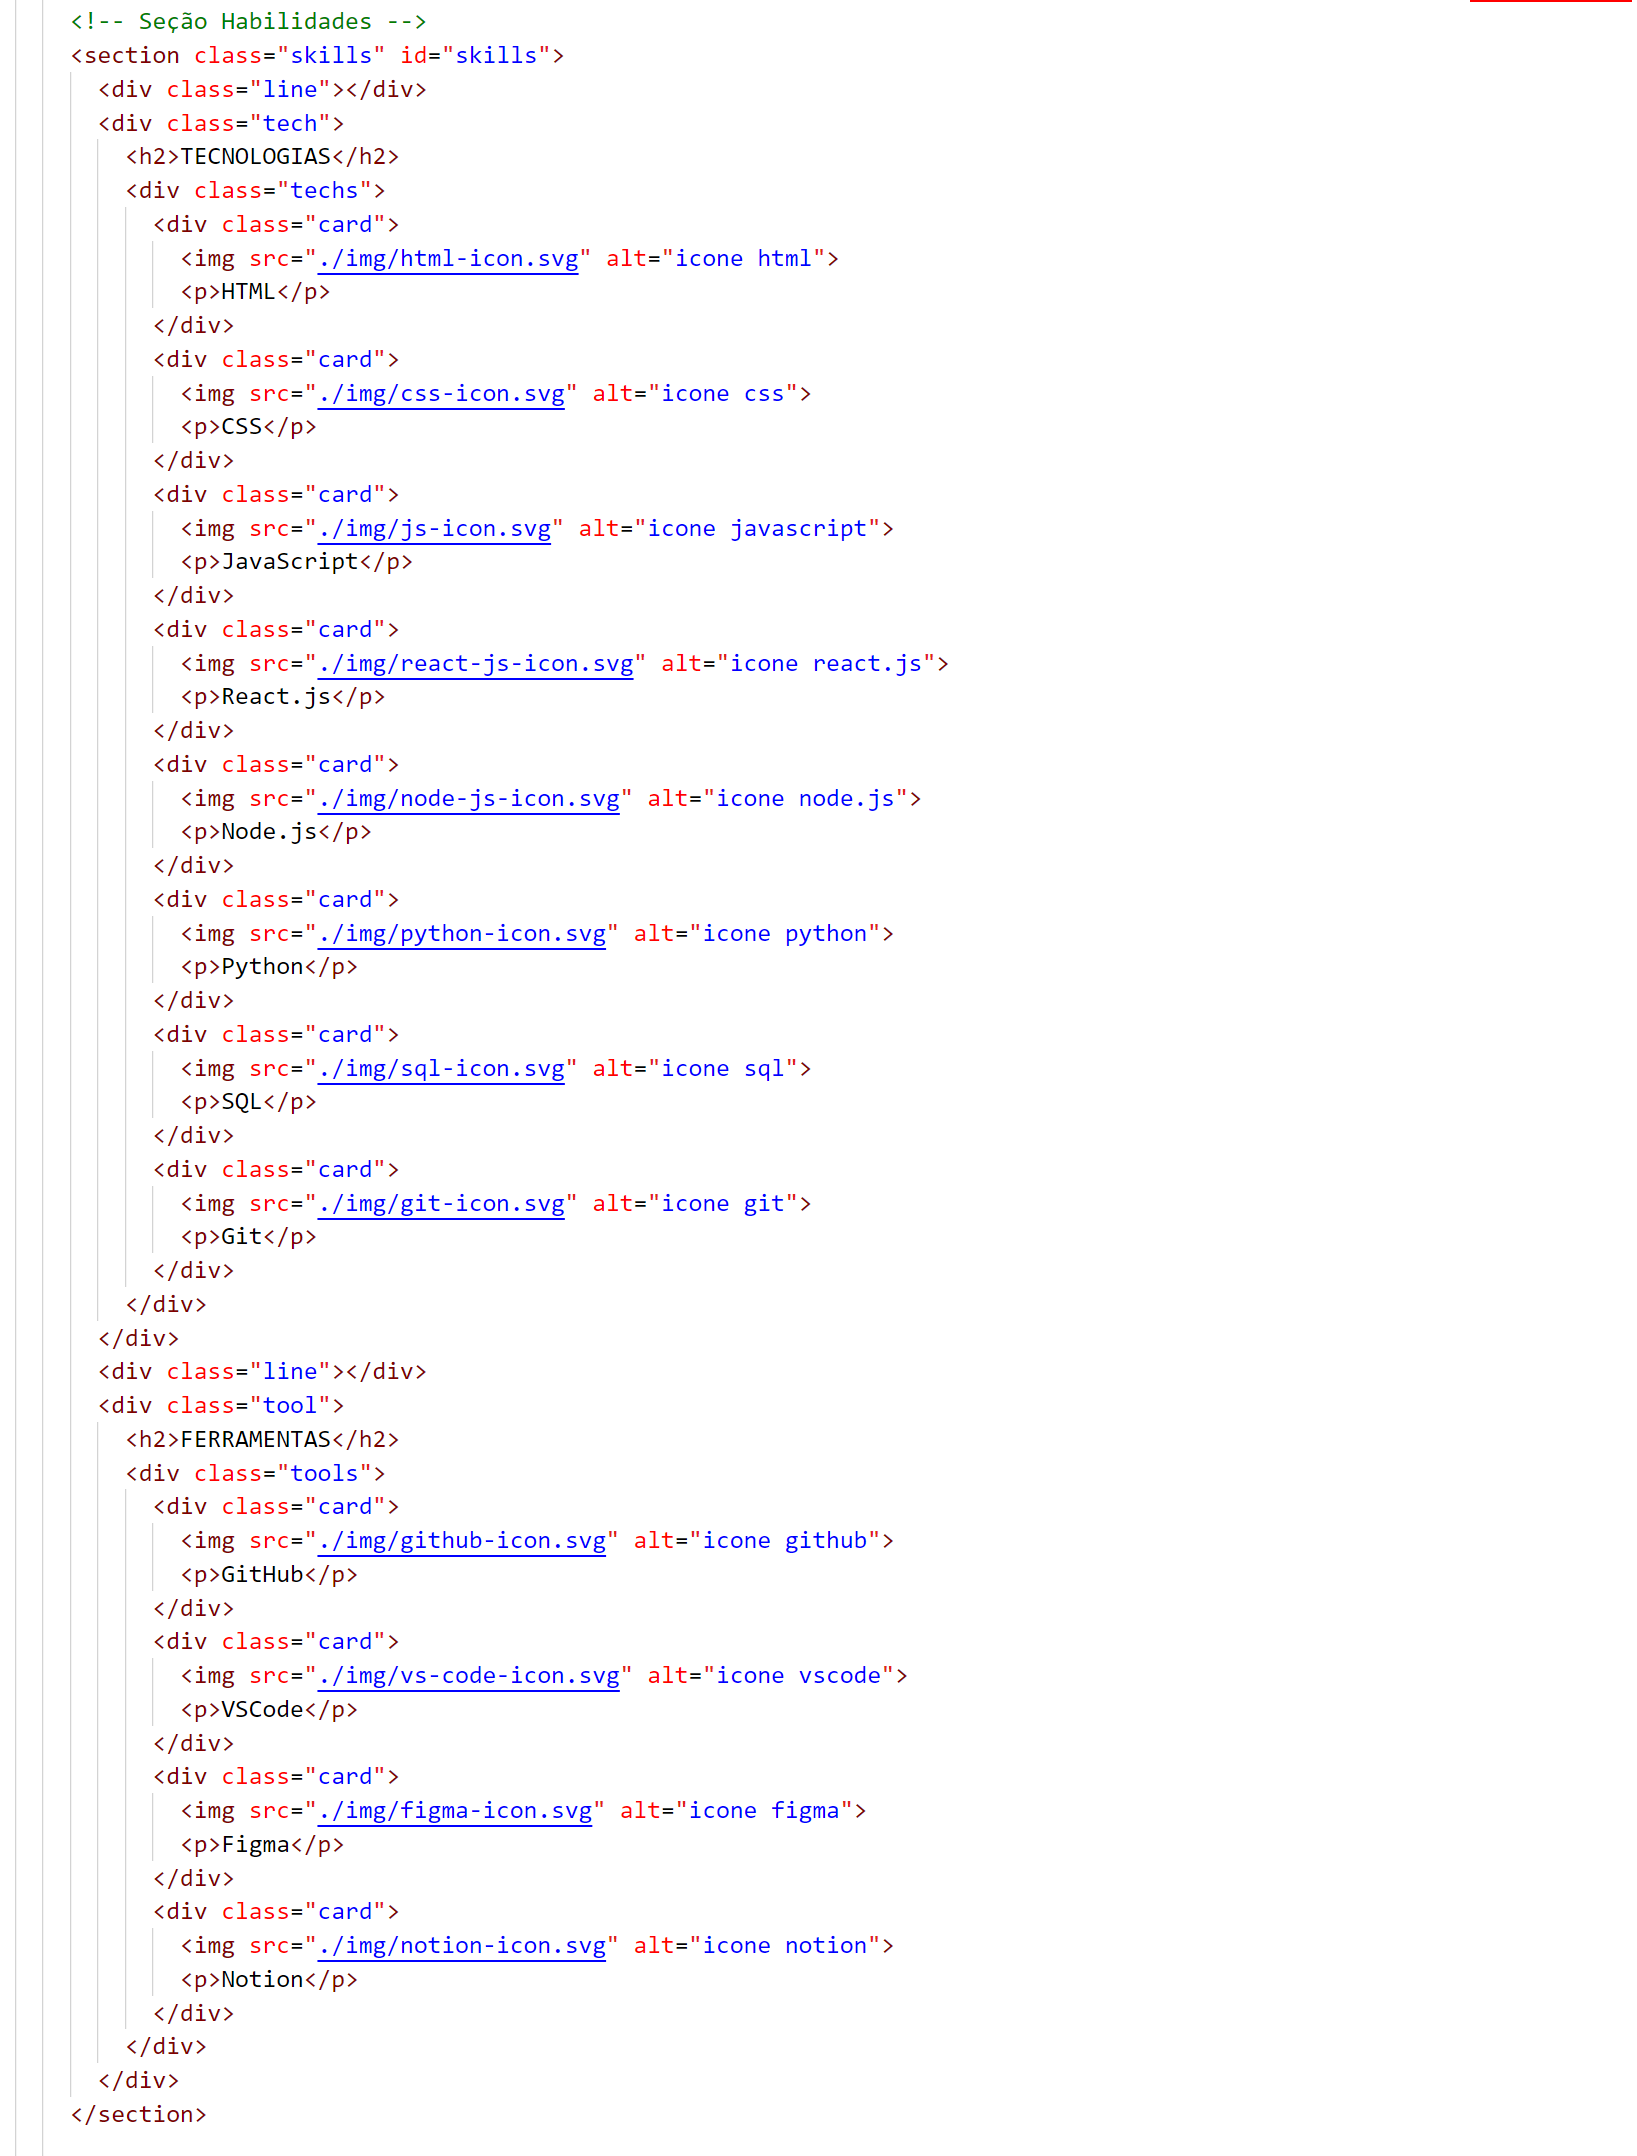 <!-- Seção Habilidades -->
<section class="skills" id="skills">
<div class="line"></div>
<div class="tech">
<h2>TECNOLOGIAS</h2>
<div class="techs">
<div class="card">
<img src="./img/html-icon.svg" alt="icone html">
<p>HTML</p>
</div>
<div class="card">
<img src="./img/css-icon.svg" alt="icone css">
<p>CSS</p>
</div>
<div class="card">
<img src="./img/js-icon.svg" alt="icone javascript">
<p>JavaScript</p>
</div>
<div class="card">
<img src="./img/react-js-icon.svg" alt="icone react.js">
<p>React.js</p>
</div>
<div class="card">
<img src="./img/node-js-icon.svg" alt="icone node.js">
<p>Node.js</p>
</div>
<div class="card">
<img src="./img/python-icon.svg" alt="icone python">
<p>Python</p>
</div>
<div class="card">
<img src="./img/sql-icon.svg" alt="icone sql">
<p>SQL</p>
</div>
<div class="card">
<img src="./img/git-icon.svg" alt="icone git">
<p>Git</p>
</div>
</div>
</div>
<div class="line"></div>
<div class="tool">
<h2>FERRAMENTAS</h2>
<div class="tools">
<div class="card">
<img src="./img/github-icon.svg" alt="icone github">
<p>GitHub</p>
</div>
<div class="card">
<img src="./img/vs-code-icon.svg" alt="icone vscode">
<p>VSCode</p>
</div>
<div class="card">
<img src="./img/figma-icon.svg" alt="icone figma">
<p>Figma</p>
</div>
<div class="card">
<img src="./img/notion-icon.svg" alt="icone notion">
<p>Notion</p>
</div>
</div>
</div>
</section>